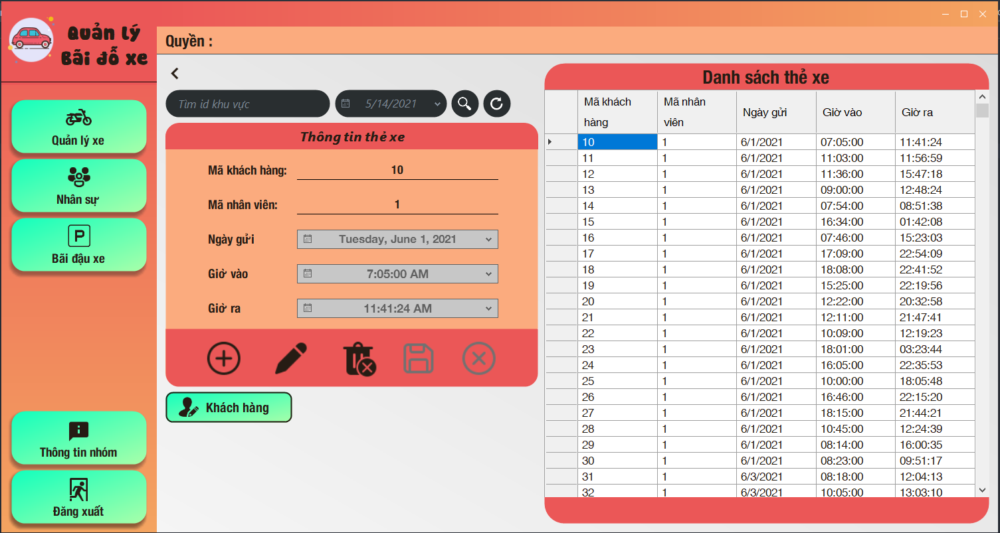 Quản lý
Bãi đỗ xe
Quyền :
Quản lý xe
Nhân sự
P
Bãi đậu xe
Thông tin nhóm
Đăng xuất
Tìm id khu vực
5/14/2021
Thông tin thẻ xe
Mã khách hàng: 10
Mã nhân viên: 1
Ngày gửi Tuesday, June 1, 2021
Giờ vào 7:05:00 AM
Giờ ra 11:41:24 AM
Khách hàng
Danh sách thẻ xe
Mã khách hàng Mã nhân viên Ngày gửi Giờ vào Giờ ra
10 1 6/1/2021 07:05:00 11:41:24
11 1 6/1/2021 11:03:00 11:56:59
12 1 6/1/2021 11:36:00 15:47:18
13 1 6/1/2021 09:00:00 12:48:24
14 1 6/1/2021 07:54:00 08:51:38
15 1 6/1/2021 16:34:00 01:42:08
16 1 6/1/2021 07:46:00 15:23:03
17 1 6/1/2021 17:09:00 22:54:09
18 1 6/1/2021 18:08:00 22:41:52
19 1 6/1/2021 15:25:00 22:19:56
20 1 6/1/2021 12:22:00 20:32:58
21 1 6/1/2021 12:11:00 21:47:41
22 1 6/1/2021 10:09:00 12:19:23
23 1 6/1/2021 18:01:00 03:23:44
24 1 6/1/2021 16:05:00 22:35:53
25 1 6/1/2021 10:00:00 18:05:48
26 1 6/1/2021 16:46:00 22:15:20
27 1 6/1/2021 18:15:00 21:44:21
28 1 6/1/2021 10:45:00 12:24:39
29 1 6/1/2021 08:14:00 16:00:35
30 1 6/1/2021 08:23:00 09:51:17
31 1 6/3/2021 08:18:00 12:04:13
32 1 6/3/2021 10:05:00 13:03:10